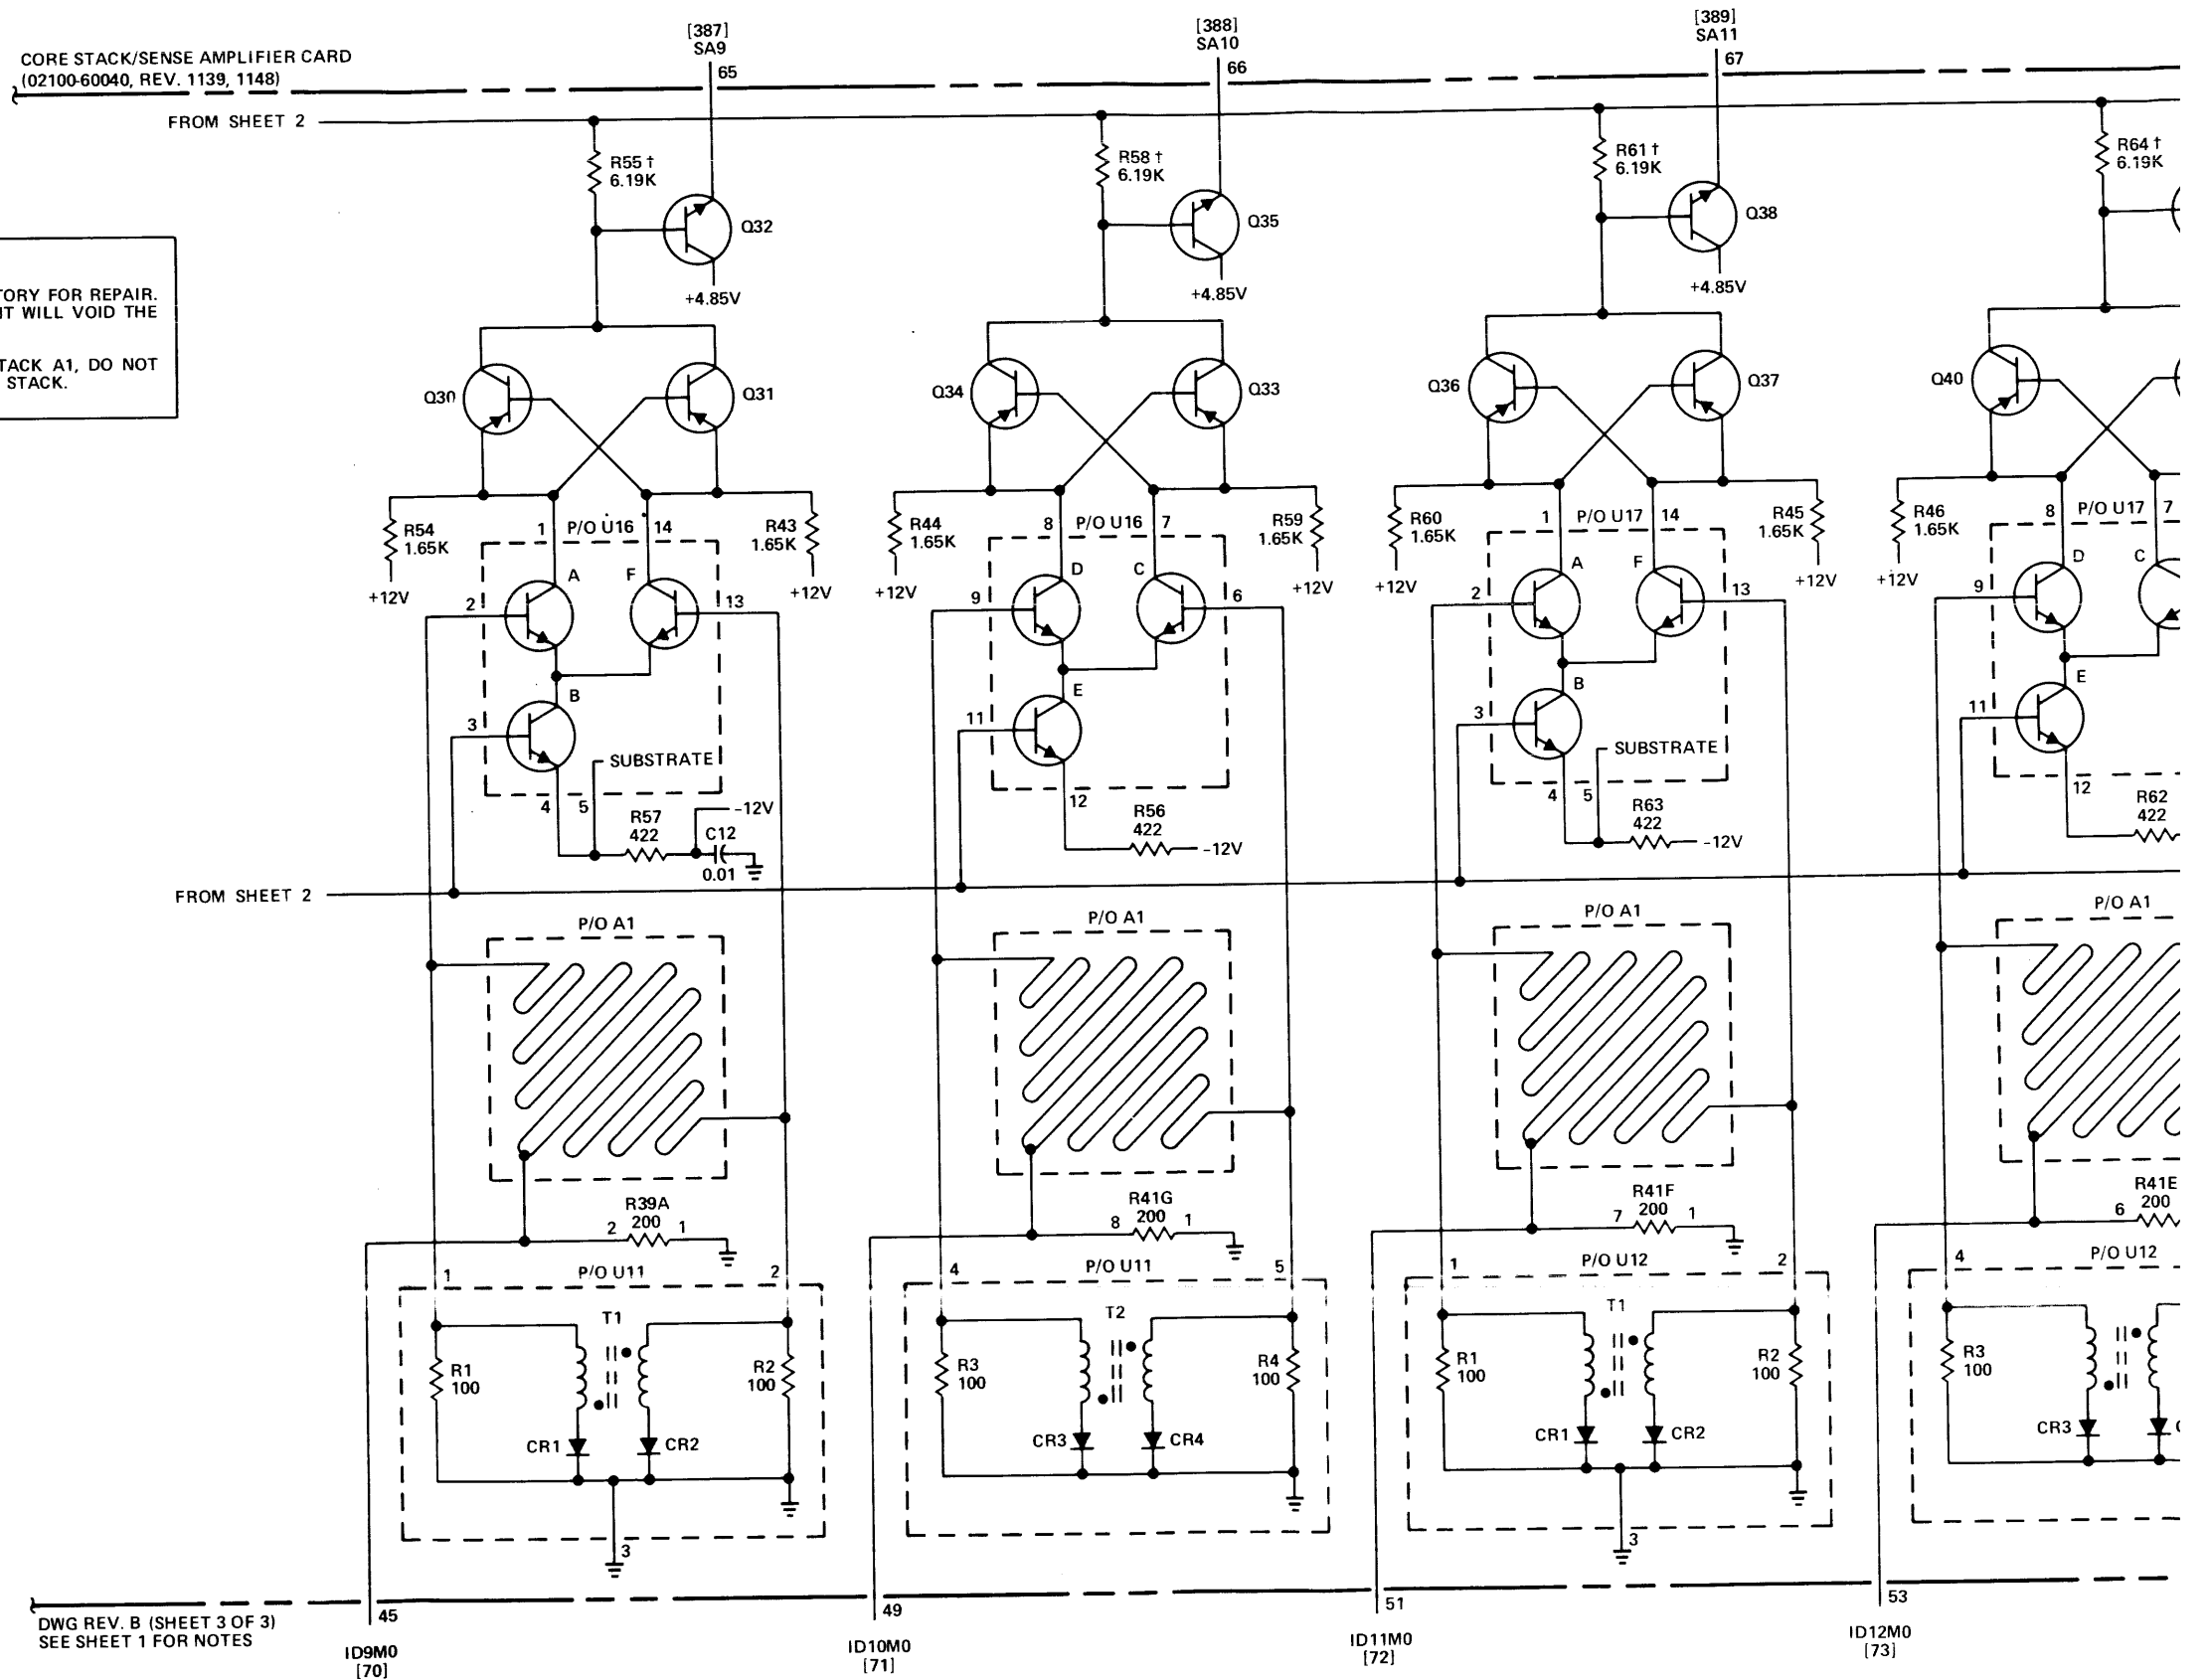 [387]
SA9
65
[388]
SA10
66
[389]
SA11
67
CORE STACK/SENSE AMPLIFIER CARD
(02100-60040, REV. 1139, 1148)
FROM SHEET 2
R55 †
6.19K
R58 †
6.19K
R61 †
6.19K
R64 †
6.19K
Q32
Q35
Q38
+4.85V
+4.85V
+4.85V
TORY FOR REPAIR.
IT WILL VOID THE
TACK A1, DO NOT
STACK.
Q30
Q31
Q34
Q33
Q36
Q37
Q40
R54
1.65K
+12V
1
P/O U16
14
R43
1.65K
+12V
R44
1.65K
+12V
8
P/O U16
7
R59
1.65K
+12V
R60
1.65K
+12V
1
P/O U17
14
R45
1.65K
+12V
R46
1.65K
+12V
8
P/O U17
7
2
A
F
13
B
3
SUBSTRATE
4
5
R57
422
-12V
C12
0.01
9
D
C
6
E
11
12
R56
422
-12V
2
A
F
13
B
3
SUBSTRATE
4
5
R63
422
-12V
9
D
C
E
11
12
R62
422
FROM SHEET 2
P/O A1
P/O A1
P/O A1
P/O A1
R39A
2
200
1
R41G
8
200
1
R41F
7
200
1
R41E
6
200
1
P/O U11
2
T1
R1
100
R2
100
CR1
CR2
3
4
P/O U11
5
T2
R3
100
R4
100
CR3
CR4
1
P/O U12
2
T1
R1
100
R2
100
CR1
CR2
3
4
P/O U12
R3
100
CR3
DWG REV. B (SHEET 3 OF 3)
SEE SHEET 1 FOR NOTES
45
ID9M0
[70]
49
ID10M0
[71]
51
ID11M0
[72]
53
ID12M0
[73]